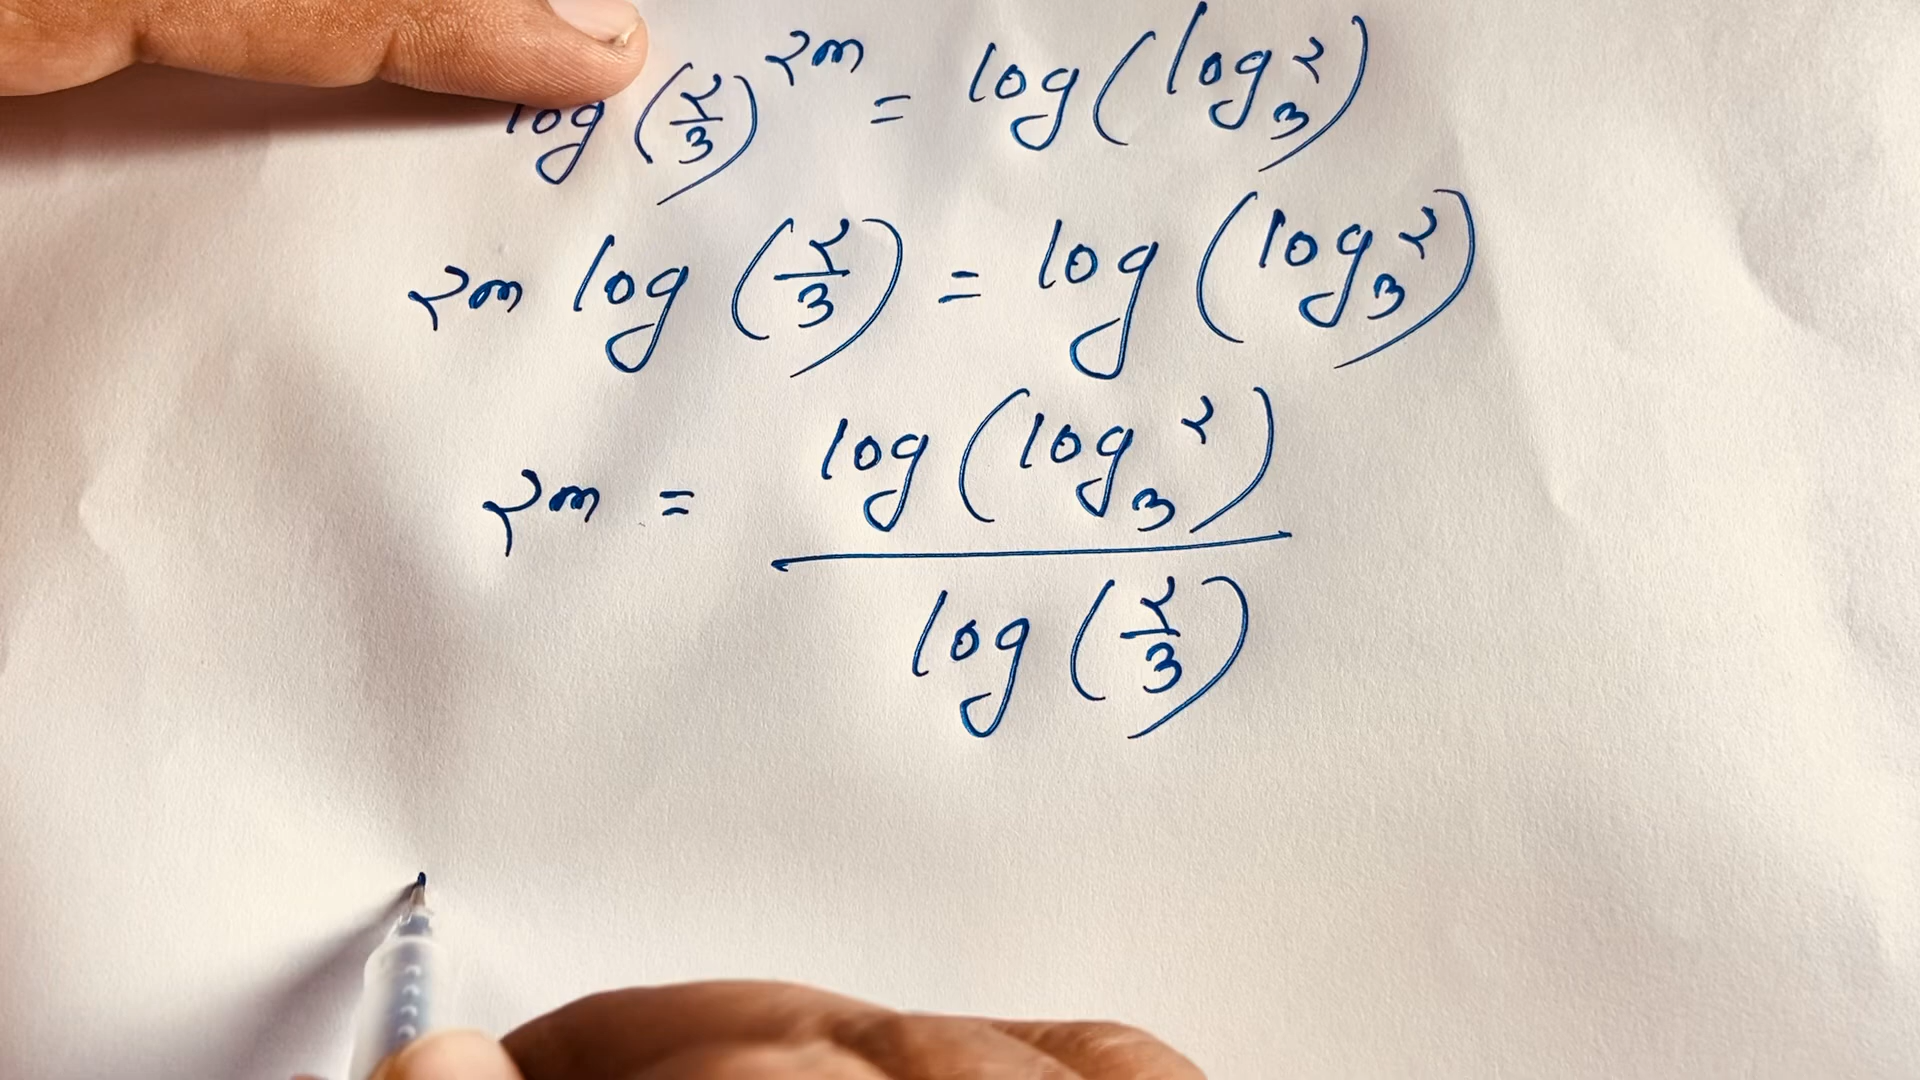 log (2/3)^2m = log (log_3 2)
2m log (2/3) = log (log_3 2)
2m = log (log_3 2) / log (2/3)